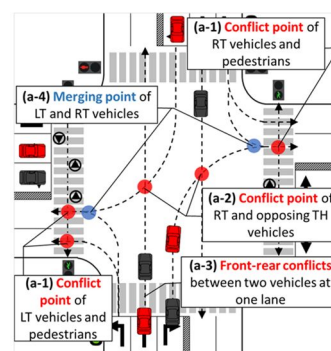 (a-1) Conflict point of
RT vehicles and
pedestrians
(a-4) Merging point of
LT and RT vehicles
(a-2) Conflict point of
RT and opposing TH
vehicles
(a-3) Front-rear conflicts
between two vehicles at
one lane
(a-1) Conflict
point of
LT vehicles and
pedestrians